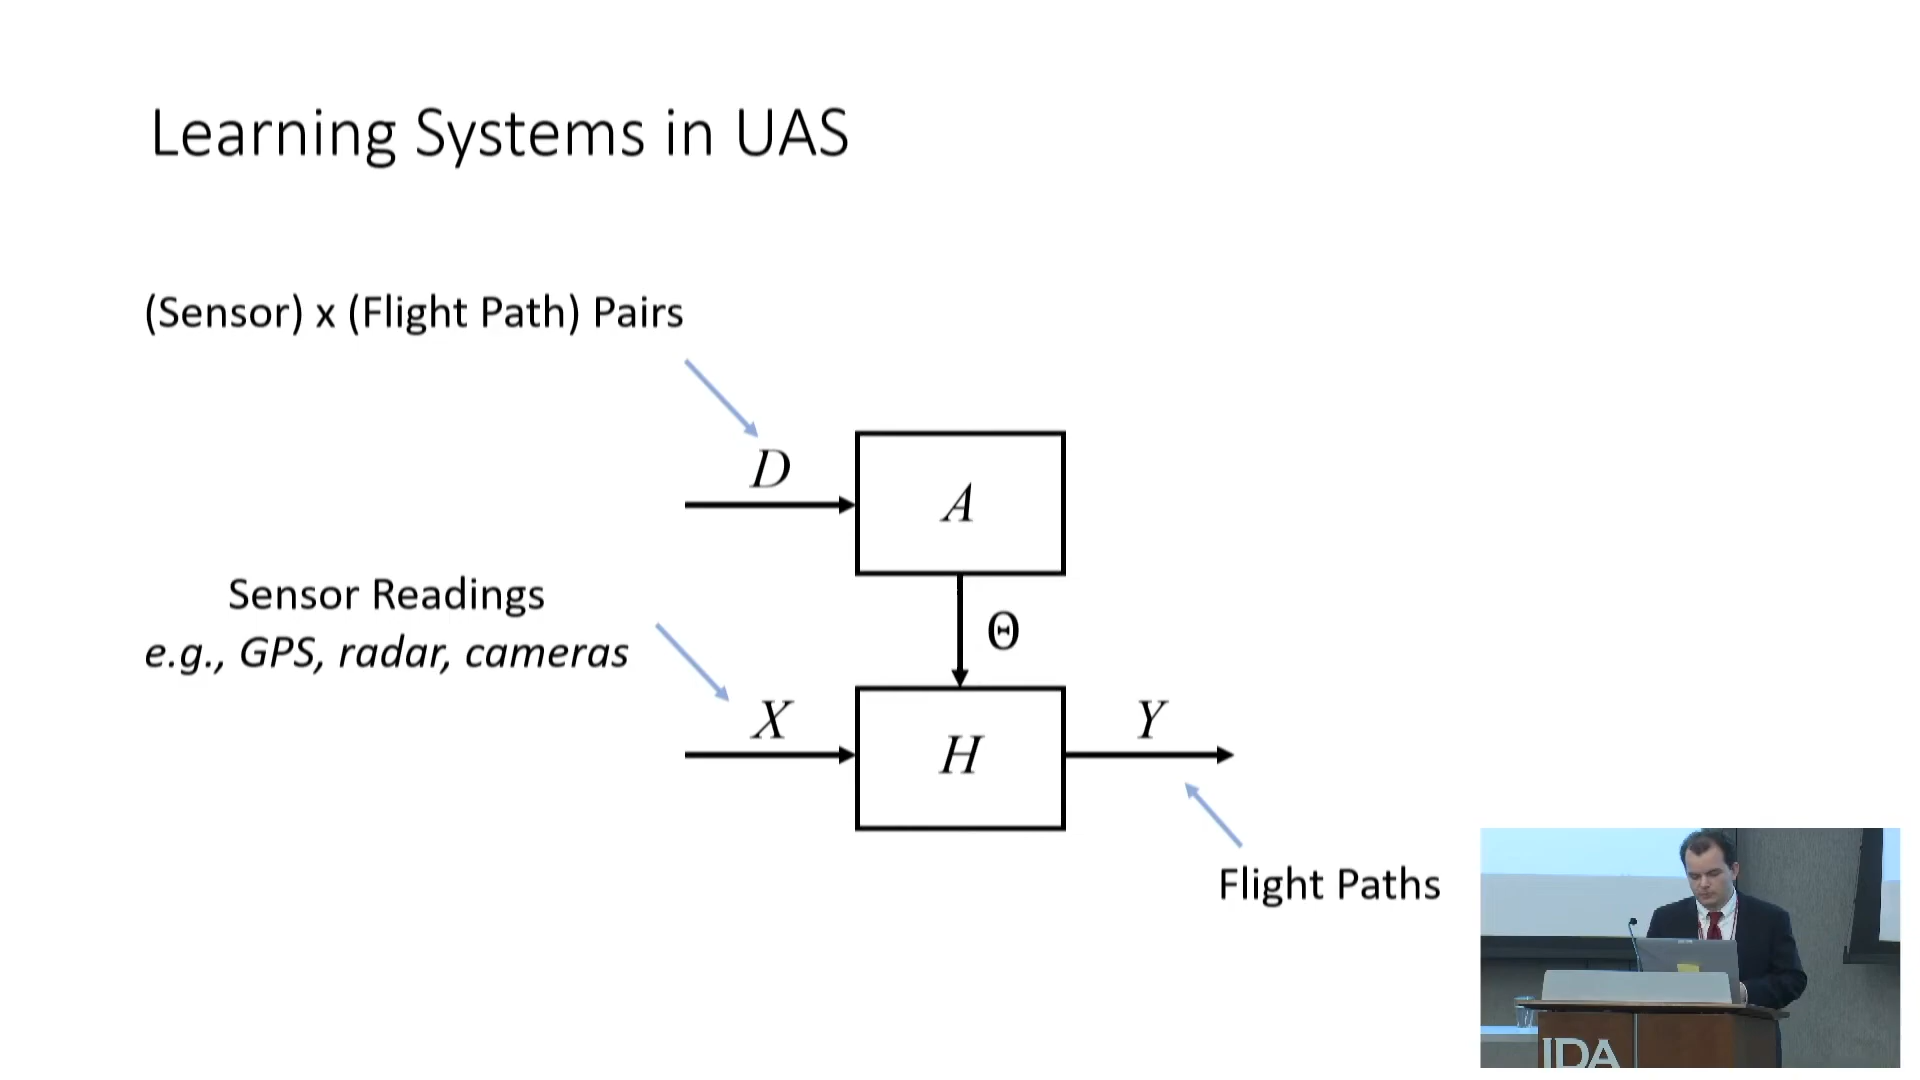 Learning Systems in UAS
(Sensor) x (Flight Path) Pairs
D
A
Sensor Readings
e.g., GPS, radar, cameras
Θ
X
H
Y
Flight Paths
IDA